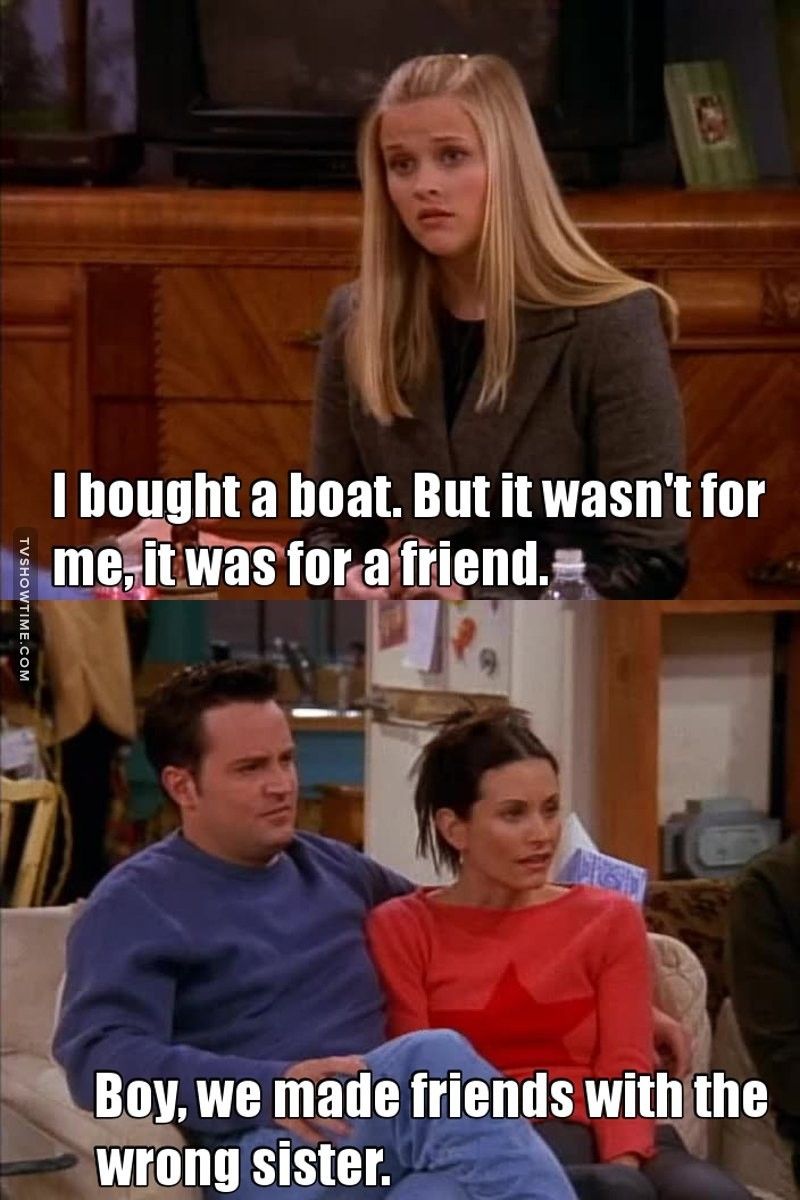 I bought a boat. But it wasn't for
me, it was for a friend.
TVSHOWTIME.COM
Boy, we made friends with the
wrong sister.